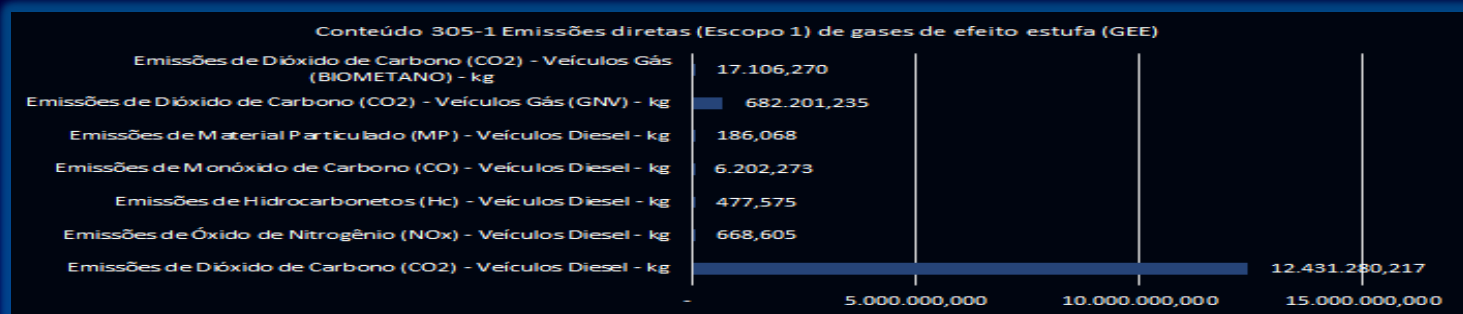 Conteúdo 305-1 Emissões diretas (Escopo 1) de gases de efeito estufa (GEE)
Emissões de Dióxido de Carbono (CO2) - Veículos Gás
(BIOMETANO) - kg
17.106,270
Emissões de Dióxido de Carbono (CO2) - Veículos Gás (GNV) - kg
682.201,235
Emissões de Material Particulado (MP) - Veículos Diesel - kg
186,068
Emissões de Monóxido de Carbono (CO) - Veículos Diesel - kg
6.202,273
Emissões de Hidrocarbonetos (Hc) - Veículos Diesel - kg
477,575
Emissões de Óxido de Nitrogênio (NOx) - Veículos Diesel - kg
668,605
Emissões de Dióxido de Carbono (CO2) - Veículos Diesel - kg
12.431.280,217
- 5.000.000,000 10.000.000,000 15.000.000,000